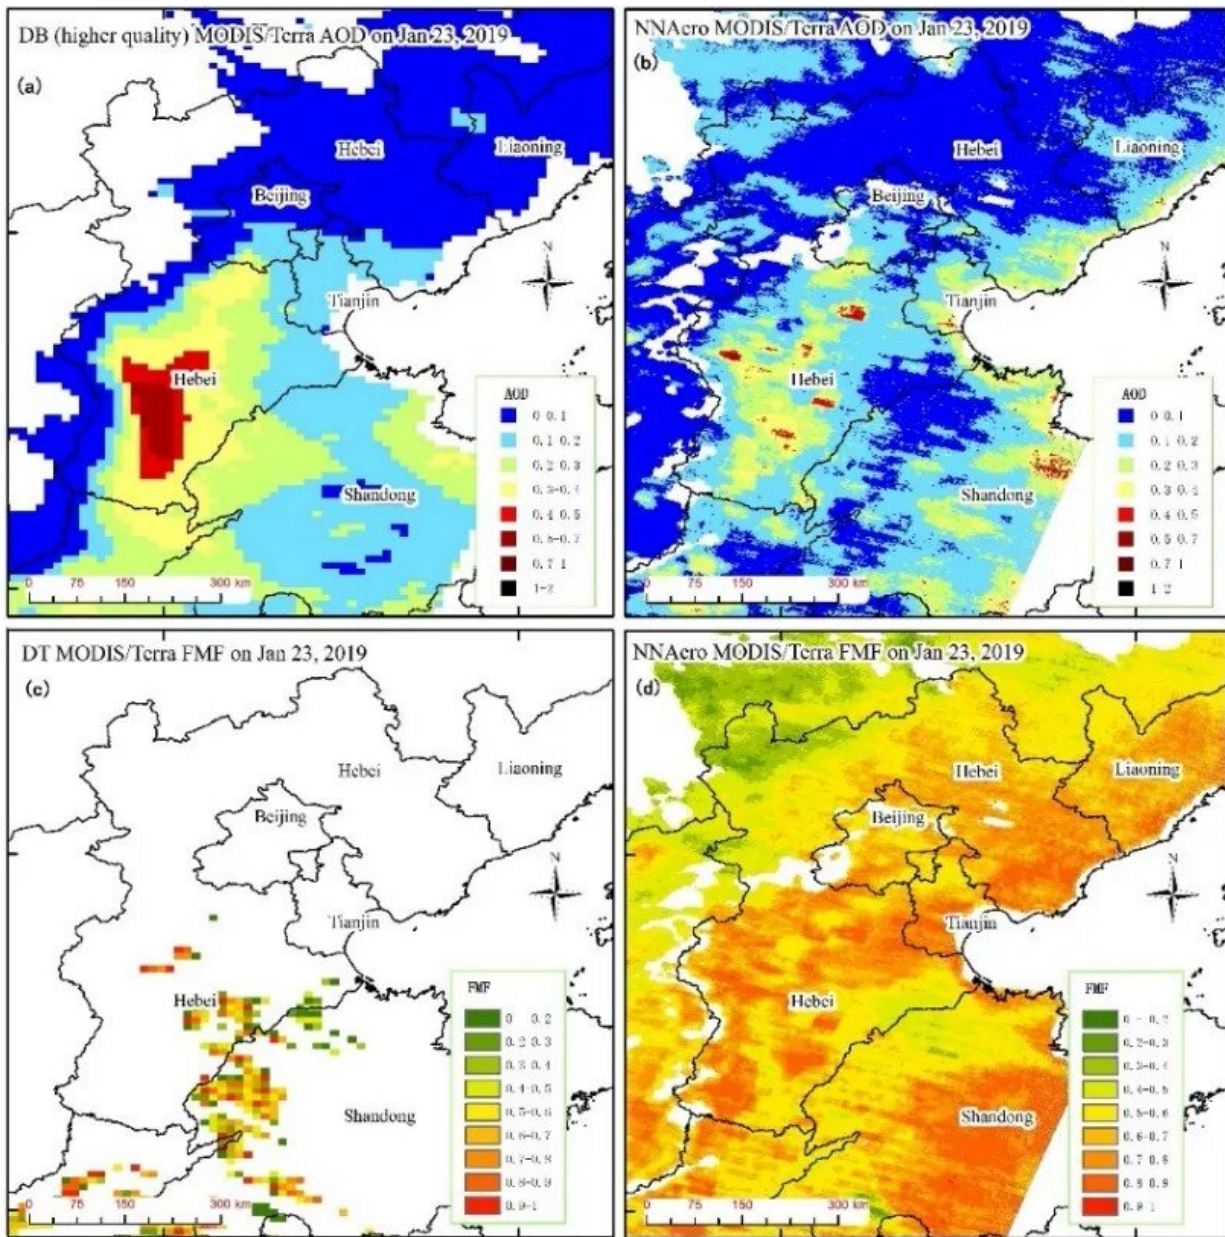 DB (higher quality) MODIS/Terra AOD on Jan 23, 2019
(a)
Hebei
Liaoning
Beijing
N
Tianjin
Hebei
Shandong
AOD
0 0.1
0.1 0.2
0.2 0.3
0.3-0.4
0.4 0.5
0.5-0.7
0.7 1
1-2
0 75 150 300 km
NNAero MODIS/Terra AOD on Jan 23, 2019
(b)
Hebei
Liaoning
Beijing
N
Tianjin
Hebei
Shandong
AOD
0 0.1
0.1 0.2
0.2 0.3
0.3 0.4
0.4 0.5
0.5 0.7
0.7 1
1 2
0 75 150 300 km
DT MODIS/Terra FMF on Jan 23, 2019
(c)
Hebei
Liaoning
Beijing
N
Tianjin
Hebei
Shandong
FMF
0 0.2
0.2-0.3
0.3-0.4
0.4-0.5
0.5-0.6
0.6-0.7
0.7-0.8
0.8-0.9
0.9-1
0 75 150 300 km
NNAero MODIS/Terra FMF on Jan 23, 2019
(d)
Hebei
Liaoning
Beijing
N
Tianjin
Hebei
Shandong
FMF
0 - 0.2
0.2-0.3
0.3-0.4
0.4-0.5
0.5-0.6
0.6-0.7
0.7 0.8
0.8 0.9
0.9 1
0 75 150 300 km